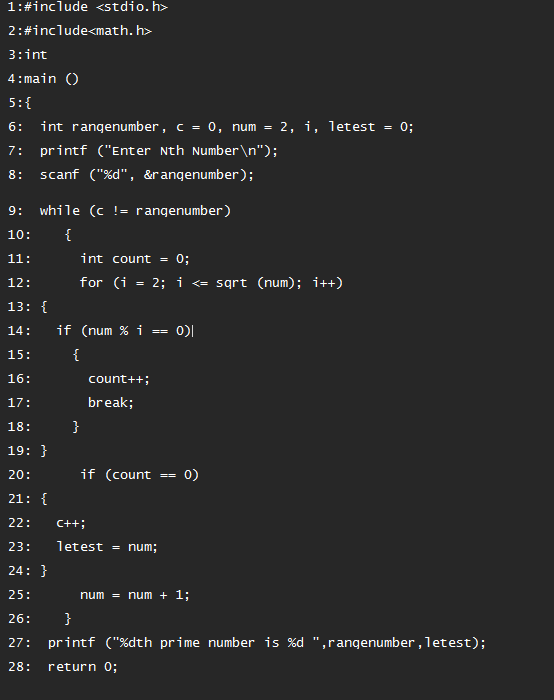 1:#include <stdio.h>
2:#include<math.h>
3:int
4:main ()
5:{
6:  int rangenumber, c = 0, num = 2, i, letest = 0;
7:  printf ("Enter Nth Number\n");
8:  scanf ("%d", &rangenumber);
9:  while (c != rangenumber)
10:    {
11:      int count = 0;
12:      for (i = 2; i <= sqrt (num); i++)
13: {
14:   if (num % i == 0)
15:     {
16:       count++;
17:       break;
18:     }
19: }
20:      if (count == 0)
21: {
22:   c++;
23:   letest = num;
24: }
25:      num = num + 1;
26:    }
27:  printf ("%dth prime number is %d ",rangenumber,letest);
28:  return 0;